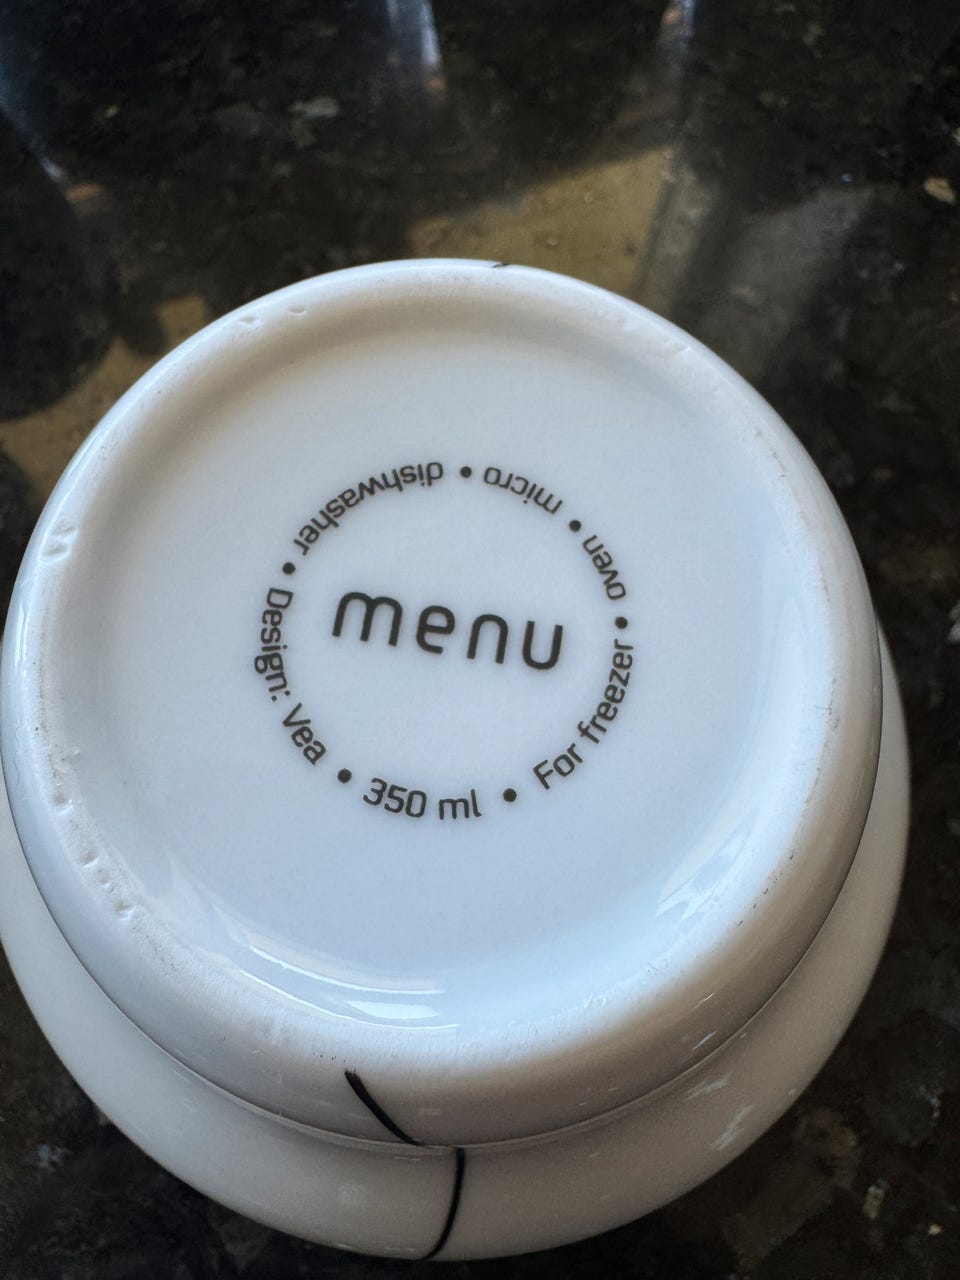 menu
Design: Vea • 350 ml • For freezer • oven • micro • dishwasher •